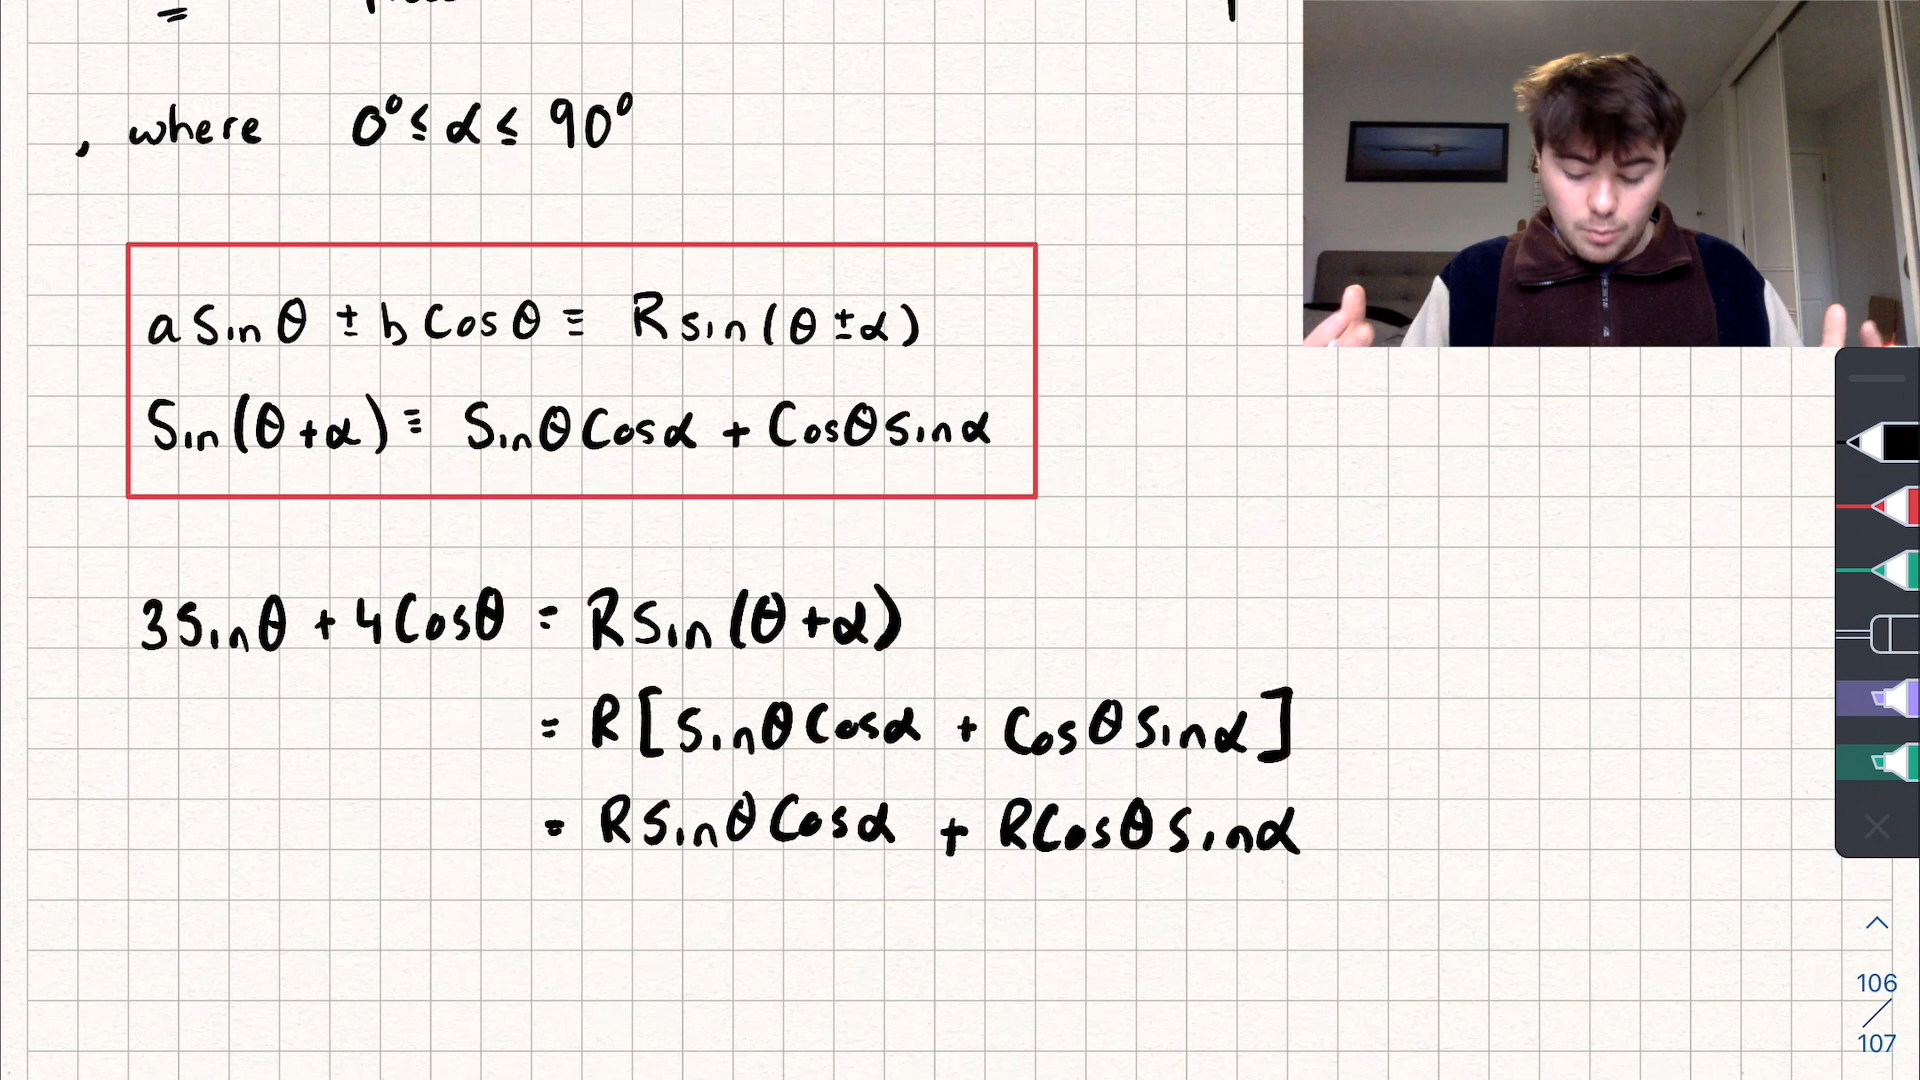 , where 0° ≤ α ≤ 90°
a sin θ ± b Cos θ ≡ R sin(θ ± α)
Sin(θ + α) ≡ Sin θ Cos α + Cos θ sin α
3 Sin θ + 4 Cos θ = R Sin (θ + α)
= R [ Sin θ Cos α + Cos θ Sin α ]
= R Sin θ Cos α + R Cos θ Sin α
106
107